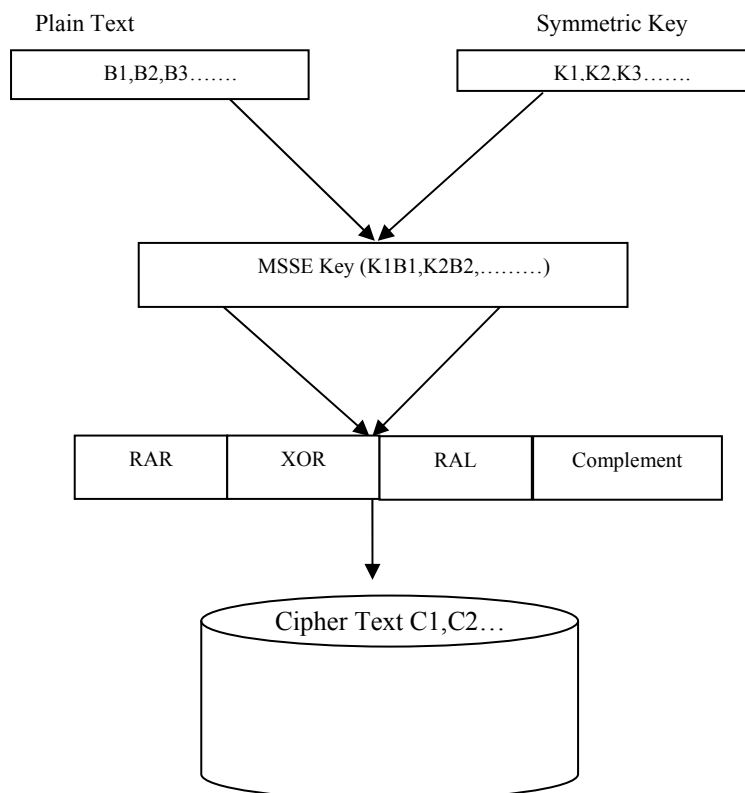 Plain Text
Symmetric Key
B1,B2,B3…….
K1,K2,K3…….
MSSE Key (K1B1,K2B2,………)
RAR
XOR
RAL
Complement
Cipher Text C1,C2…